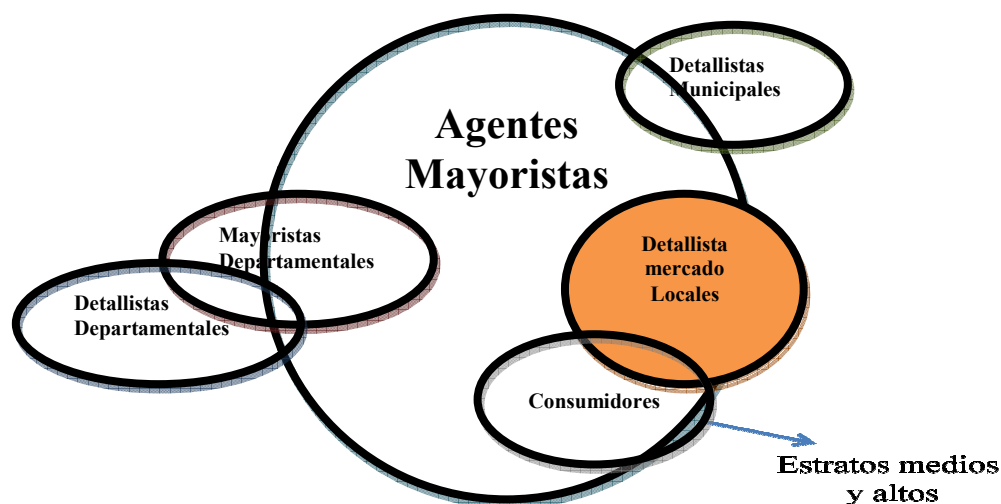 Detallistas
Municipales
Agentes
Mayoristas
Mayoristas
Departamentales
Detallista
mercado
Locales
Detallistas
Departamentales
Consumidores
Estratos medios
y altos